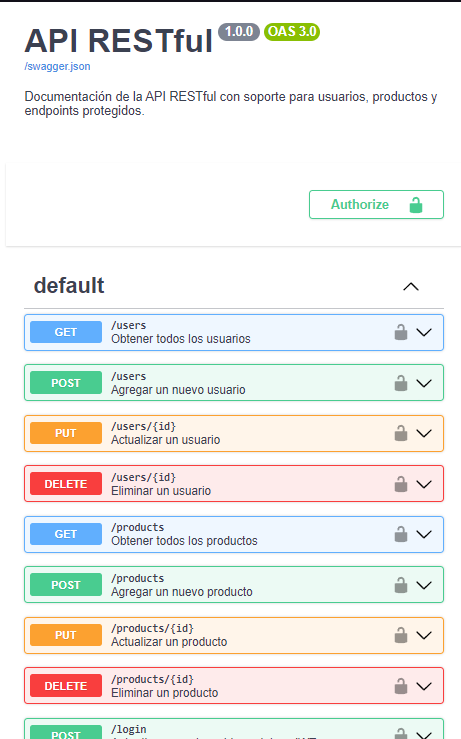 API RESTful 1.0.0 OAS 3.0
/swagger.json
Documentación de la API RESTful con soporte para usuarios, productos y
endpoints protegidos.
Authorize
default
GET /users
Obtener todos los usuarios
POST /users
Agregar un nuevo usuario
PUT /users/{id}
Actualizar un usuario
DELETE /users/{id}
Eliminar un usuario
GET /products
Obtener todos los productos
POST /products
Agregar un nuevo producto
PUT /products/{id}
Actualizar un producto
DELETE /products/{id}
Eliminar un producto
POST /login